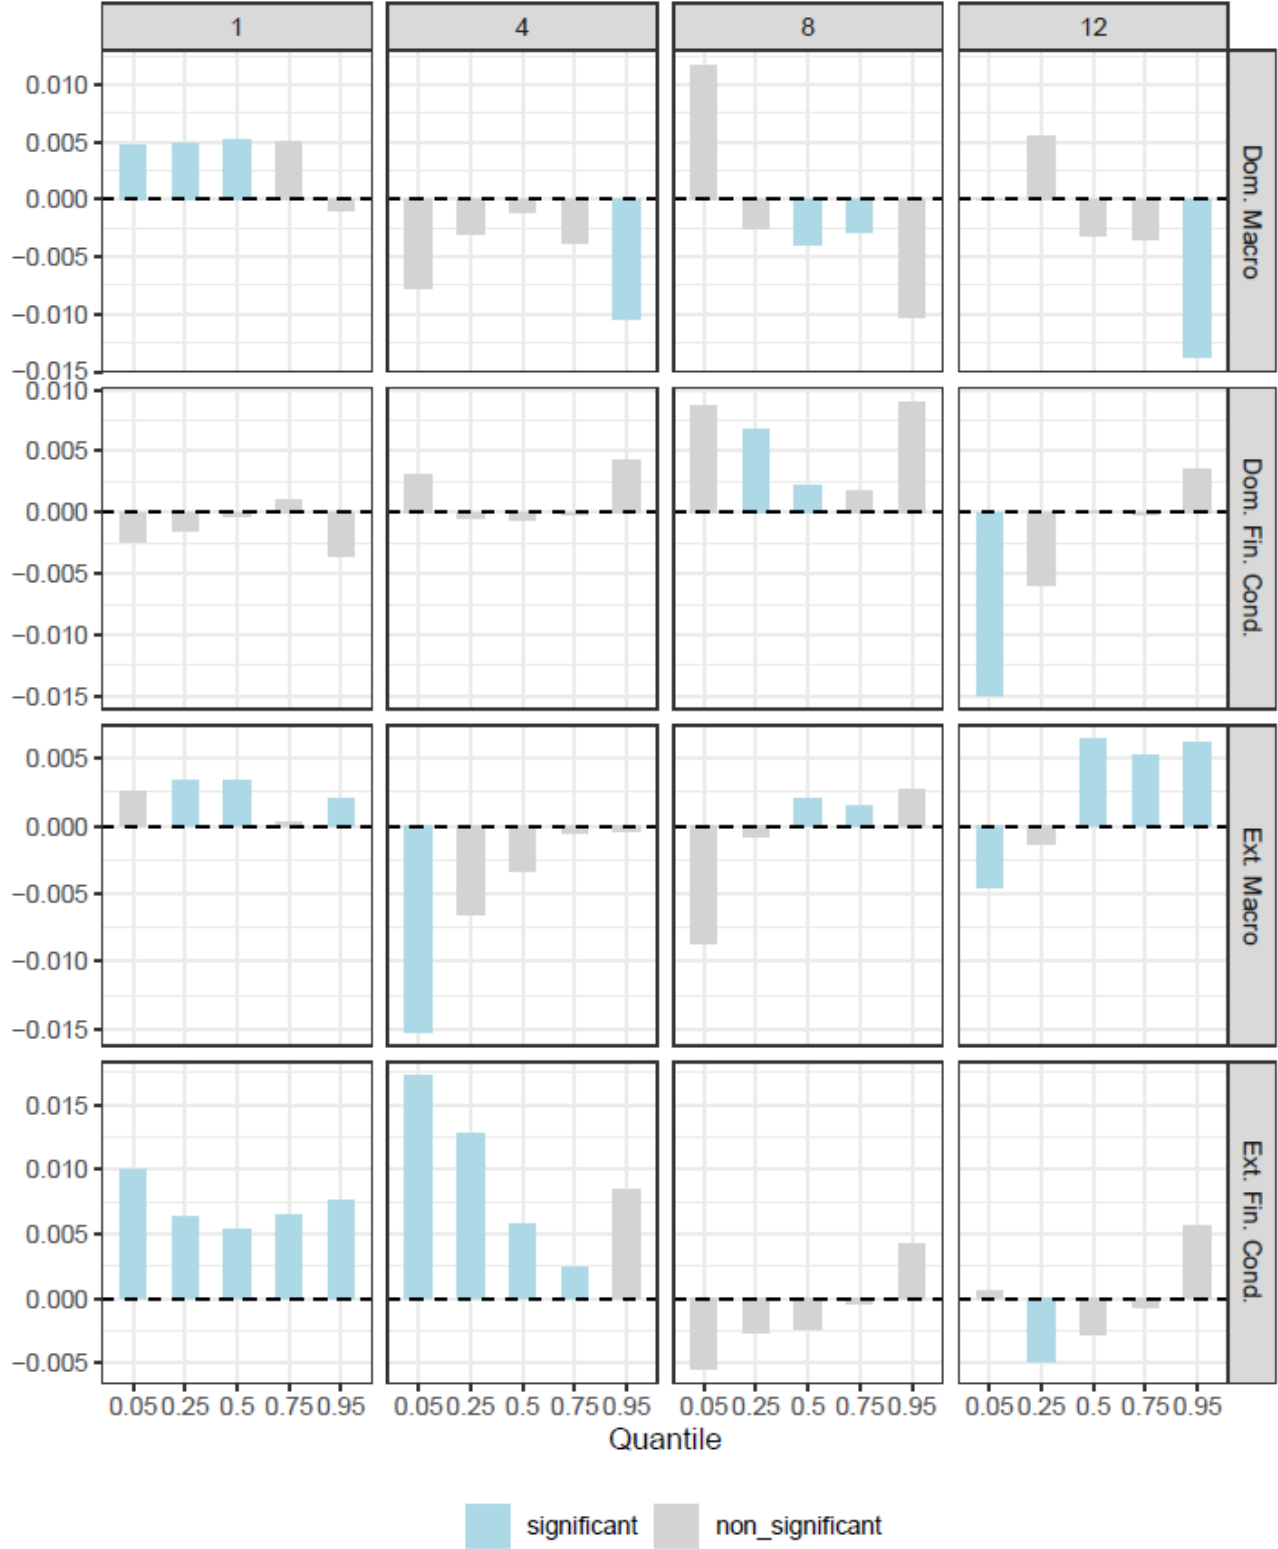 1 4 8 12
0.010
0.005
0.000
−0.005
−0.010
−0.015
Dom. Macro
0.010
0.005
0.000
−0.005
−0.010
−0.015
Dom. Fin. Cond.
0.005
0.000
−0.005
−0.010
−0.015
Ext. Macro
0.015
0.010
0.005
0.000
−0.005
Ext. Fin. Cond.
0.05 0.25 0.5 0.75 0.95 0.05 0.25 0.5 0.75 0.95 0.05 0.25 0.5 0.75 0.95 0.05 0.25 0.5 0.75 0.95
Quantile
significant non_significant